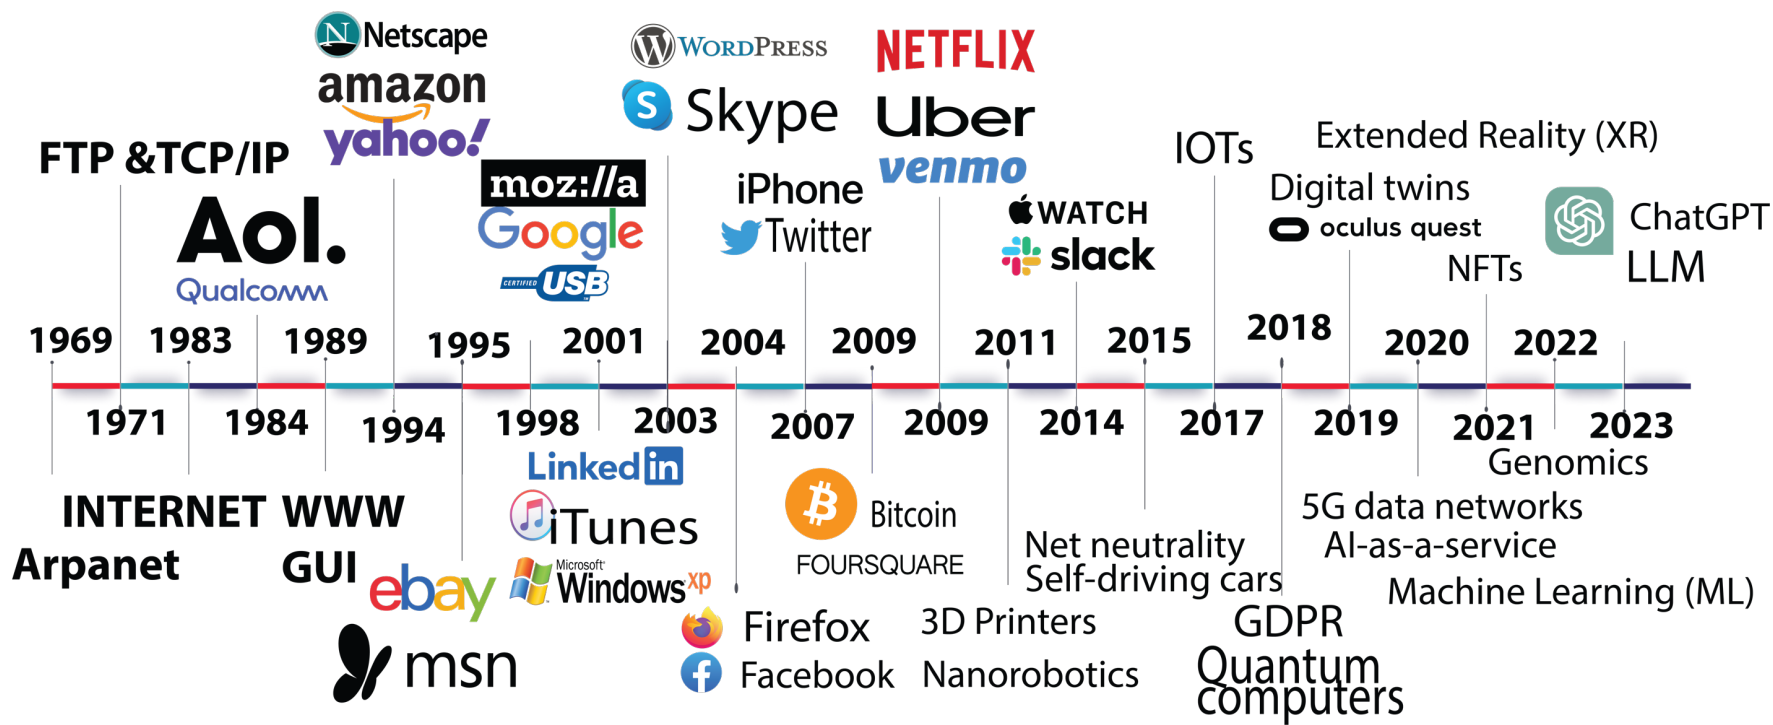 N Netscape
amazon
yahoo!
WORDPRESS
S Skype
NETFLIX
Uber
venmo
FTP &TCP/IP
Aol.
Qualcomm
moz://a
Google
CERTIFIED USB
TM
iPhone
Twitter
WATCH
slack
IOTs
Extended Reality (XR)
Digital twins
oculus quest
NFTs
ChatGPT
LLM
1969
1983
1989
1995
2001
2004
2009
2011
2015
2018
2020
2022
1971
1984
1994
1998
2003
2007
2009
2014
2017
2019
2021
2023
INTERNET
Arpanet
WWW
GUI
ebay
msn
Linked in
iTunes
Microsoft®
Windows xp
Firefox
Facebook
Bitcoin
FOURSQUARE
3D Printers
Nanorobotics
Net neutrality
Self-driving cars
GDPR
Quantum
computers
Genomics
5G data networks
AI-as-a-service
Machine Learning (ML)